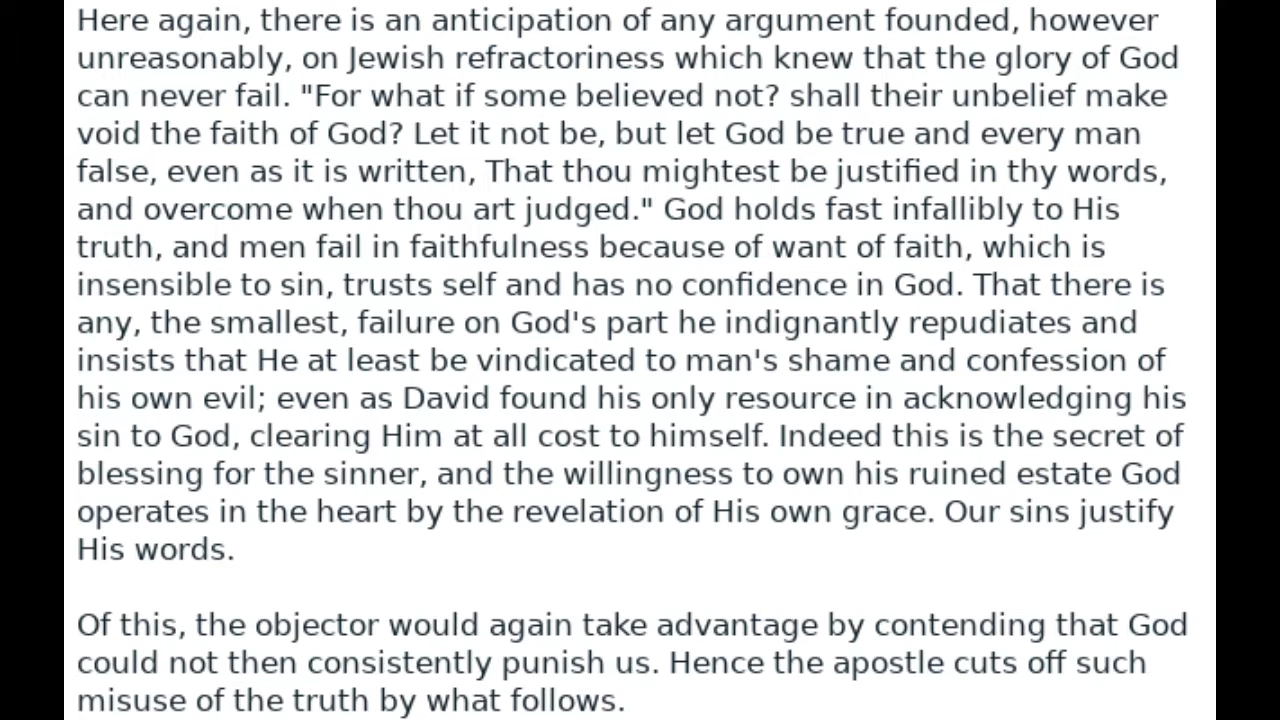 Here again, there is an anticipation of any argument founded, however
unreasonably, on Jewish refractoriness which knew that the glory of God
can never fail. "For what if some believed not? shall their unbelief make
void the faith of God? Let it not be, but let God be true and every man
false, even as it is written, That thou mightest be justified in thy words,
and overcome when thou art judged." God holds fast infallibly to His
truth, and men fail in faithfulness because of want of faith, which is
insensible to sin, trusts self and has no confidence in God. That there is
any, the smallest, failure on God's part he indignantly repudiates and
insists that He at least be vindicated to man's shame and confession of
his own evil; even as David found his only resource in acknowledging his
sin to God, clearing Him at all cost to himself. Indeed this is the secret of
blessing for the sinner, and the willingness to own his ruined estate God
operates in the heart by the revelation of His own grace. Our sins justify
His words.

Of this, the objector would again take advantage by contending that God
could not then consistently punish us. Hence the apostle cuts off such
misuse of the truth by what follows.